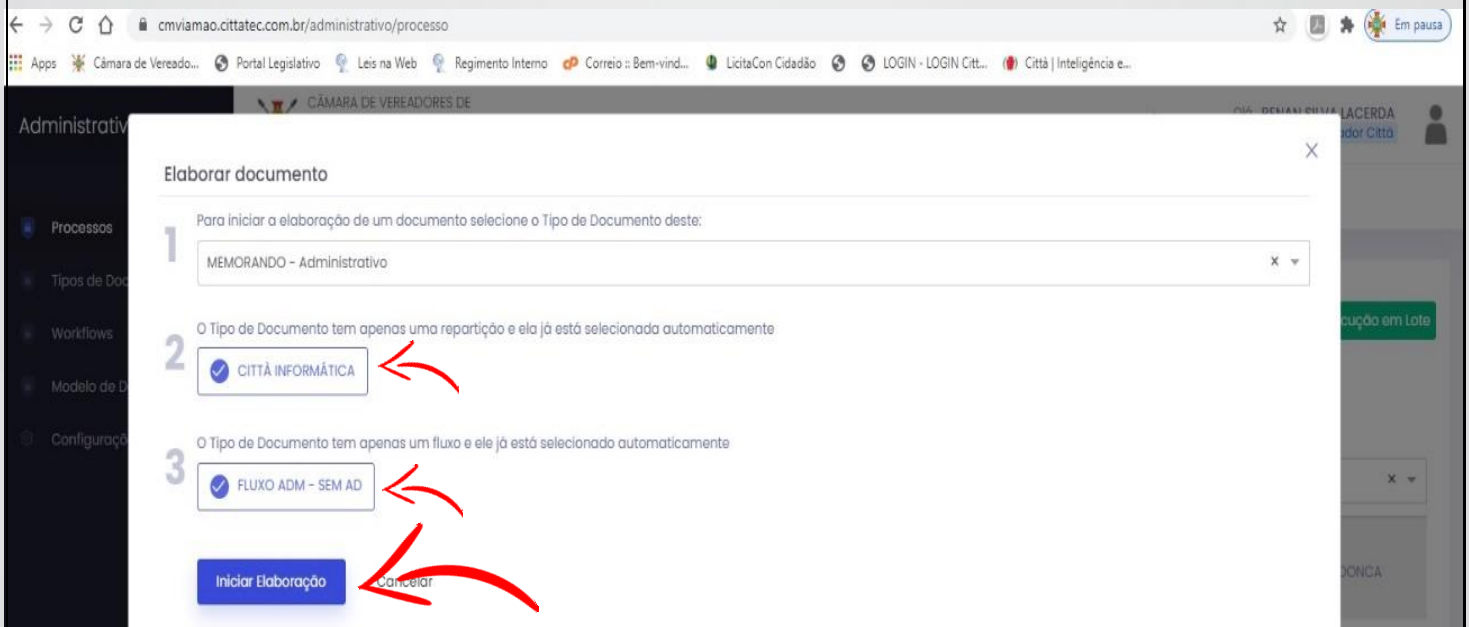 cmviamao.cittatec.com.br/administrativo/processo
Em pausa
Apps Câmara de Vereado... Portal Legislativo Leis na Web Regimento Interno Correio :: Bem-vind... LicitaCon Cidadão LOGIN - LOGIN Citt... Città | Inteligência e...
CÂMARA DE VEREADORES DE
Administrativ
LACERDA
ador Città
X
Elaborar documento
1 Para iniciar a elaboração de um documento selecione o Tipo de Documento deste:
MEMORANDO - Administrativo x
2 O Tipo de Documento tem apenas uma repartição e ela já está selecionada automaticamente
CITTÀ INFORMÁTICA
3 O Tipo de Documento tem apenas um fluxo e ele já está selecionado automaticamente
FLUXO ADM - SEM AD
Iniciar Elaboração Cancelar
Processos
Tipos de Doc
Workflows
Modelo de D
Configuraçõ
cução em Lote
x
DONCA